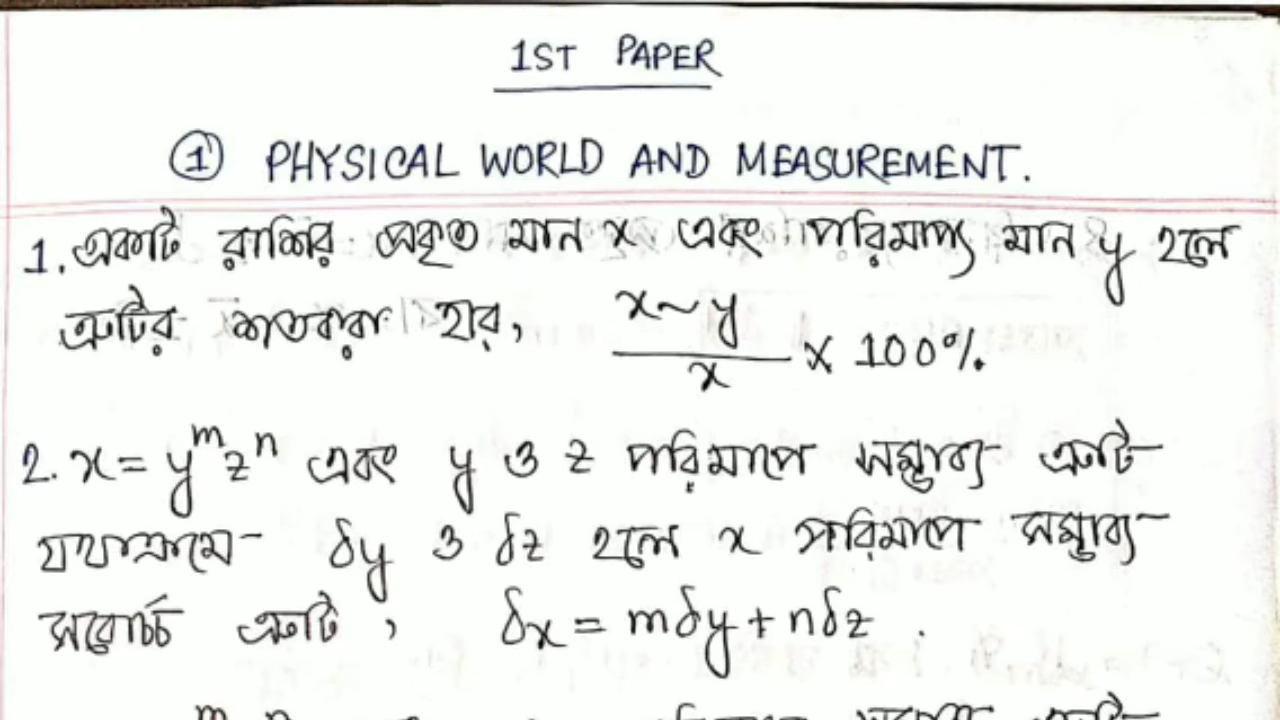 1ST PAPER
① PHYSICAL WORLD AND MEASUREMENT.
1. একটি রাশির প্রকৃত মান x এবং পরিমাপ্য মান y হলে
ত্রুটির শতকরা হার, x~y / x × 100%.
2. x = y^m z^n এবং y ও z পরিমাপে সম্ভাব্য ত্রুটি
যথাক্রমে δy ও δz হলে x পরিমাপে সম্ভাব্য
সর্বোচ্চ ত্রুটি, δx = mδy + nδz .